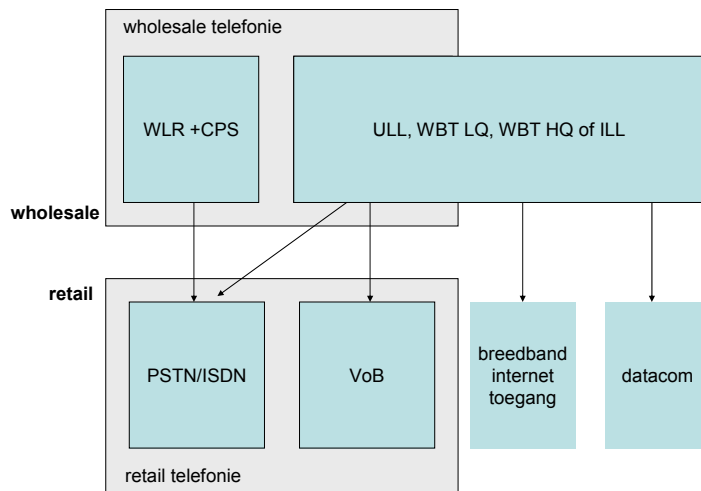 wholesale telefonie
WLR +CPS
ULL, WBT LQ, WBT HQ of ILL
wholesale
retail
PSTN/ISDN
VoB
breedband
internet
toegang
datacom
retail telefonie